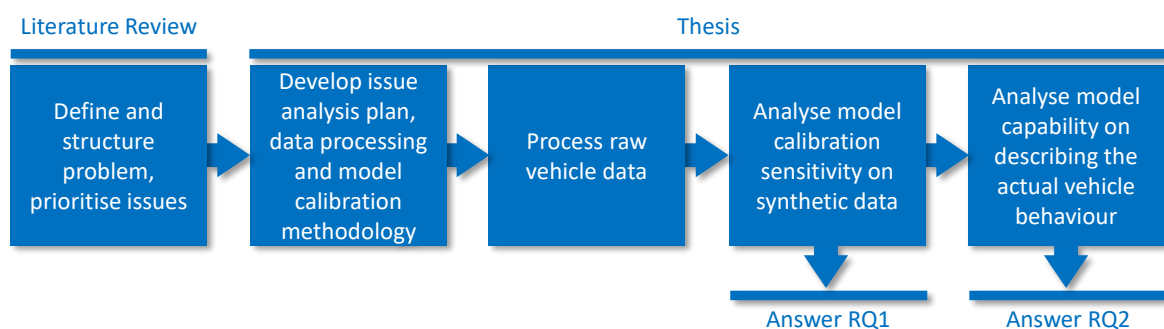 Literature Review
Thesis
Define and
structure
problem,
prioritise issues
Develop issue
analysis plan,
data processing
and model
calibration
methodology
Process raw
vehicle data
Analyse model
calibration
sensitivity on
synthetic data
Analyse model
capability on
describing the
actual vehicle
behaviour
Answer RQ1
Answer RQ2